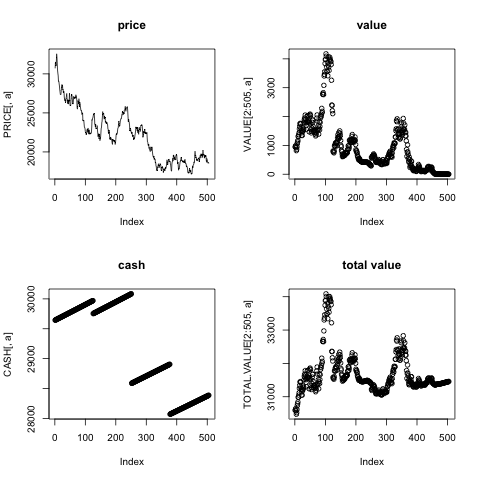 price
PRICE[, a]
20000 25000 30000
0 100 200 300 400 500
Index
value
VALUE[2:505, a]
0 1000 3000
0 100 200 300 400 500
Index
cash
CASH[, a]
28000 29000 30000
0 100 200 300 400 500
Index
total value
TOTAL.VALUE[2:505, a]
31000 33000
0 100 200 300 400 500
Index